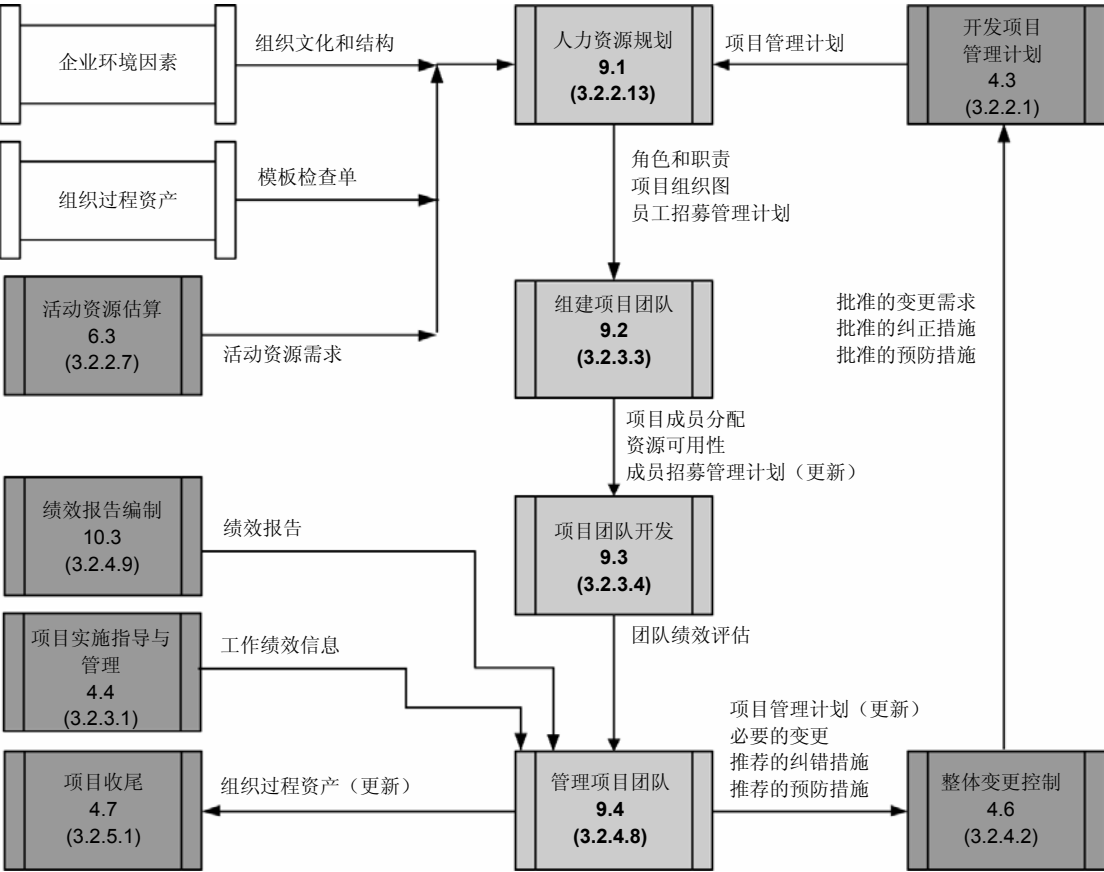 企业环境因素
组织文化和结构
人力资源规划
9.1
(3.2.2.13)
项目管理计划
开发项目
管理计划
4.3
(3.2.2.1)
组织过程资产
模板检查单
角色和职责
项目组织图
员工招募管理计划
活动资源估算
6.3
(3.2.2.7)
活动资源需求
组建项目团队
9.2
(3.2.3.3)
批准的变更需求
批准的纠正措施
批准的预防措施
项目成员分配
资源可用性
成员招募管理计划（更新）
绩效报告编制
10.3
(3.2.4.9)
绩效报告
项目团队开发
9.3
(3.2.3.4)
团队绩效评估
项目实施指导与
管理
4.4
(3.2.3.1)
工作绩效信息
项目管理计划（更新）
必要的变更
推荐的纠错措施
推荐的预防措施
项目收尾
4.7
(3.2.5.1)
组织过程资产（更新）
管理项目团队
9.4
(3.2.4.8)
整体变更控制
4.6
(3.2.4.2)